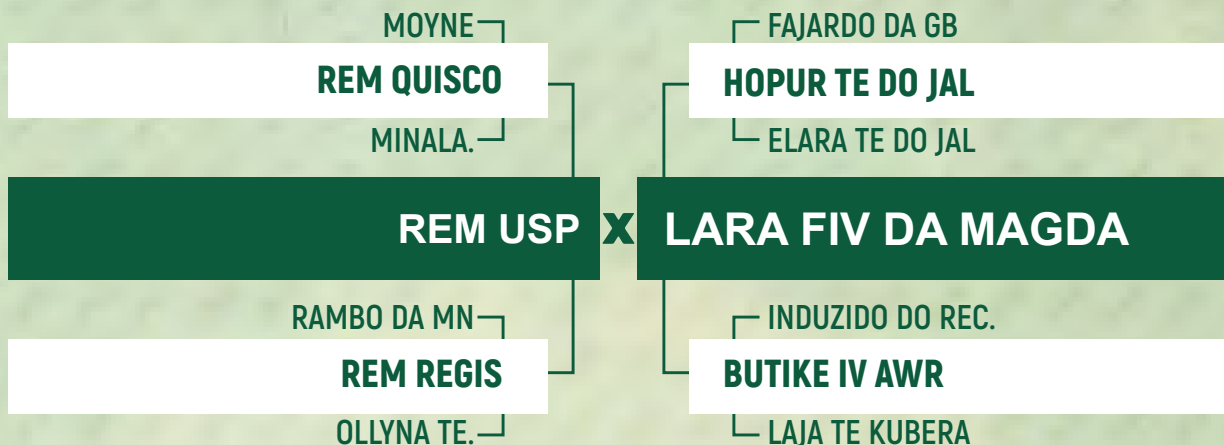 MOYNE
FAJARDO DA GB
REM QUISCO
HOPUR TE DO JAL
MINALA.
ELARA TE DO JAL
REM USP X LARA FIV DA MAGDA
RAMBO DA MN
INDUZIDO DO REC.
REM REGIS
BUTIKE IV AWR
OLLYNA TE.
LAJA TE KUBERA